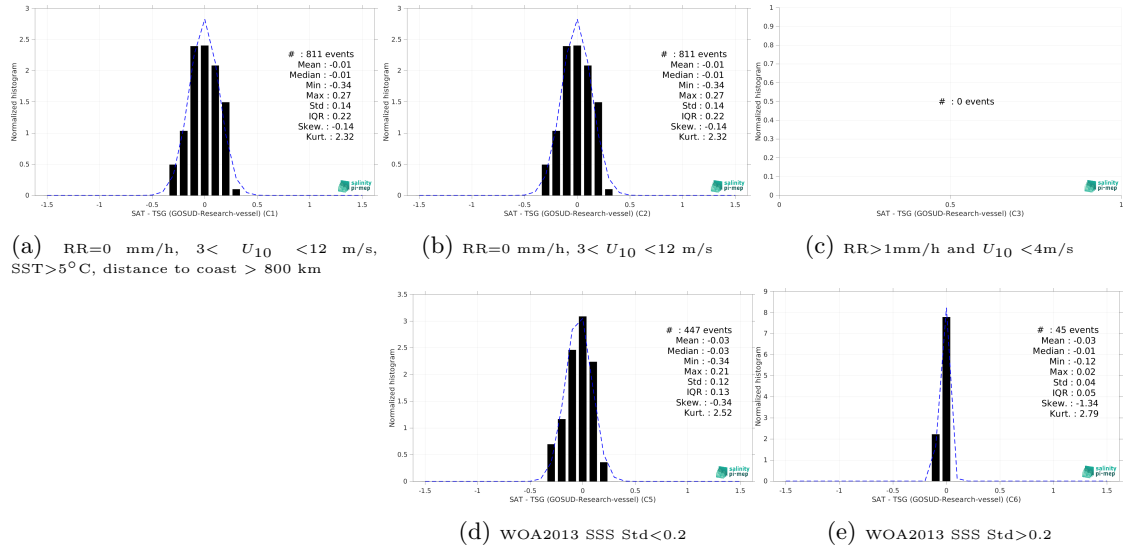 3
2.5
2
1.5
1
0.5
0
Normalized histogram
-1.5 -1 -0.5 0 0.5 1 1.5
SAT - TSG (GOSUD-Research-vessel) (C1)
# : 811 events
Mean : -0.01
Median : -0.01
Min : -0.34
Max : 0.27
Std : 0.14
IQR : 0.22
Skew. : -0.14
Kurt. : 2.32
salinity
pi-mep
(a) RR=0 mm/h, 3< U10 <12 m/s,
SST>5°C, distance to coast > 800 km
3
2.5
2
1.5
1
0.5
0
Normalized histogram
-1.5 -1 -0.5 0 0.5 1 1.5
SAT - TSG (GOSUD-Research-vessel) (C2)
# : 811 events
Mean : -0.01
Median : -0.01
Min : -0.34
Max : 0.27
Std : 0.14
IQR : 0.22
Skew. : -0.14
Kurt. : 2.32
salinity
pi-mep
(b) RR=0 mm/h, 3< U10 <12 m/s
1
0.9
0.8
0.7
0.6
0.5
0.4
0.3
0.2
0.1
0
Normalized histogram
0 0.5 1
SAT - TSG (GOSUD-Research-vessel) (C3)
# : 0 events
salinity
pi-mep
(c) RR>1mm/h and U10 <4m/s
3.5
3
2.5
2
1.5
1
0.5
0
Normalized histogram
-1.5 -1 -0.5 0 0.5 1 1.5
SAT - TSG (GOSUD-Research-vessel) (C5)
# : 447 events
Mean : -0.03
Median : -0.03
Min : -0.34
Max : 0.21
Std : 0.12
IQR : 0.13
Skew. : -0.34
Kurt. : 2.52
salinity
pi-mep
(d) WOA2013 SSS Std<0.2
9
8
7
6
5
4
3
2
1
0
Normalized histogram
-1.5 -1 -0.5 0 0.5 1 1.5
SAT - TSG (GOSUD-Research-vessel) (C6)
# : 45 events
Mean : -0.03
Median : -0.01
Min : -0.12
Max : 0.02
Std : 0.04
IQR : 0.05
Skew. : -1.34
Kurt. : 2.79
salinity
pi-mep
(e) WOA2013 SSS Std>0.2